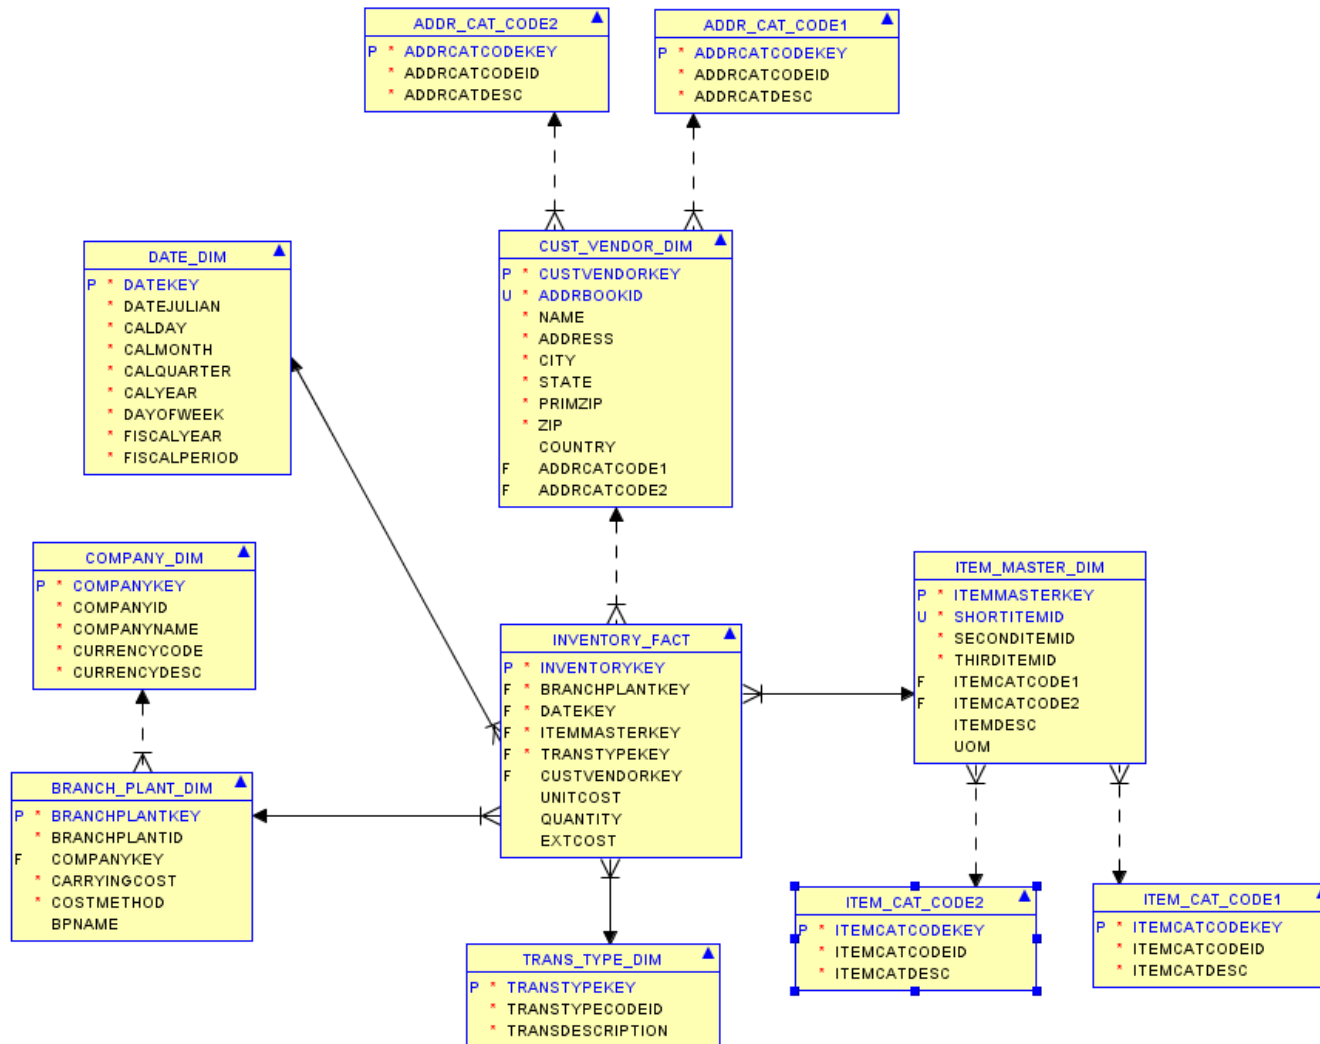 ADDR_CAT_CODE2
P * ADDRCATCODEKEY
* ADDRCATCODEID
* ADDRCATDESC
ADDR_CAT_CODE1
P * ADDRCATCODEKEY
* ADDRCATCODEID
* ADDRCATDESC
DATE_DIM
P * DATEKEY
* DATEJULIAN
* CALDAY
* CALMONTH
* CALQUARTER
* CALYEAR
* DAYOFWEEK
* FISCALYEAR
* FISCALPERIOD
CUST_VENDOR_DIM
P * CUSTVENDORKEY
U * ADDRBOOKID
* NAME
* ADDRESS
* CITY
* STATE
* PRIMZIP
* ZIP
COUNTRY
F ADDRCATCODE1
F ADDRCATCODE2
COMPANY_DIM
P * COMPANYKEY
* COMPANYID
* COMPANYNAME
* CURRENCYCODE
* CURRENCYDESC
INVENTORY_FACT
P * INVENTORYKEY
F * BRANCHPLANTKEY
F * DATEKEY
F * ITEMMASTERKEY
F * TRANSTYPEKEY
F CUSTVENDORKEY
UNITCOST
QUANTITY
EXTCOST
ITEM_MASTER_DIM
P * ITEMMASTERKEY
U * SHORTITEMID
* SECONDITEMID
* THIRDITEMID
F ITEMCATCODE1
F ITEMCATCODE2
ITEMDESC
UOM
BRANCH_PLANT_DIM
P * BRANCHPLANTKEY
* BRANCHPLANTID
F COMPANYKEY
* CARRYINGCOST
* COSTMETHOD
BPNAME
TRANS_TYPE_DIM
P * TRANSTYPEKEY
* TRANSTYPECODEID
* TRANSDESCRIPTION
ITEM_CAT_CODE2
P * ITEMCATCODEKEY
* ITEMCATCODEID
* ITEMCATDESC
ITEM_CAT_CODE1
P * ITEMCATCODEKEY
* ITEMCATCODEID
* ITEMCATDESC